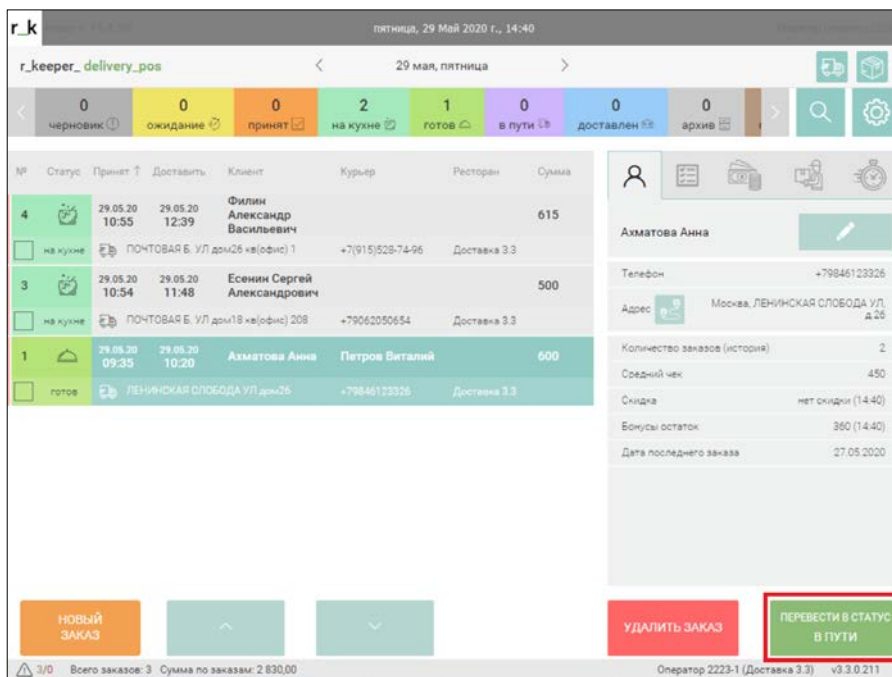 r_k
пятница, 29 Май 2020 г., 14:40
r_keeper_ delivery_pos
29 мая, пятница
0 0 0 2 1 0 0 0
черновик ожидание принят на кухне готов в пути доставлен архив
№ Статус Принят ↑ Доставить Клиент Курьер Ресторан Сумма
4 29.05.20 10:55 29.05.20 12:39 Филин Александр Васильевич 615
на кухне ПОЧТОВАЯ Б. УЛ дом26 кв(офис) 1 +7(915)528-74-96 Доставка 3.3
3 29.05.20 10:54 29.05.20 11:48 Есенин Сергей Александрович 500
на кухне ПОЧТОВАЯ Б. УЛ дом18 кв(офис) 208 +79062050654 Доставка 3.3
1 29.05.20 09:35 29.05.20 10:20 Ахматова Анна Петров Виталий 600
готов ЛЕНИНСКАЯ СЛОБОДА УЛ дом26 +79846123326 Доставка 3.3
Ахматова Анна
Телефон +79846123326
Адрес Москва, ЛЕНИНСКАЯ СЛОБОДА УЛ, д.26
Количество заказов (история) 2
Средний чек 450
Скидка нет скидки (14:40)
Бонусы остаток 360 (14:40)
Дата последнего заказа 27.05.2020
НОВЫЙ
ЗАКАЗ
УДАЛИТЬ ЗАКАЗ
ПЕРЕВЕСТИ В СТАТУС
В ПУТИ
3/0 Всего заказов: 3 Сумма по заказам: 2 830,00
Оператор 2223-1 (Доставка 3.3) v3.3.0.211